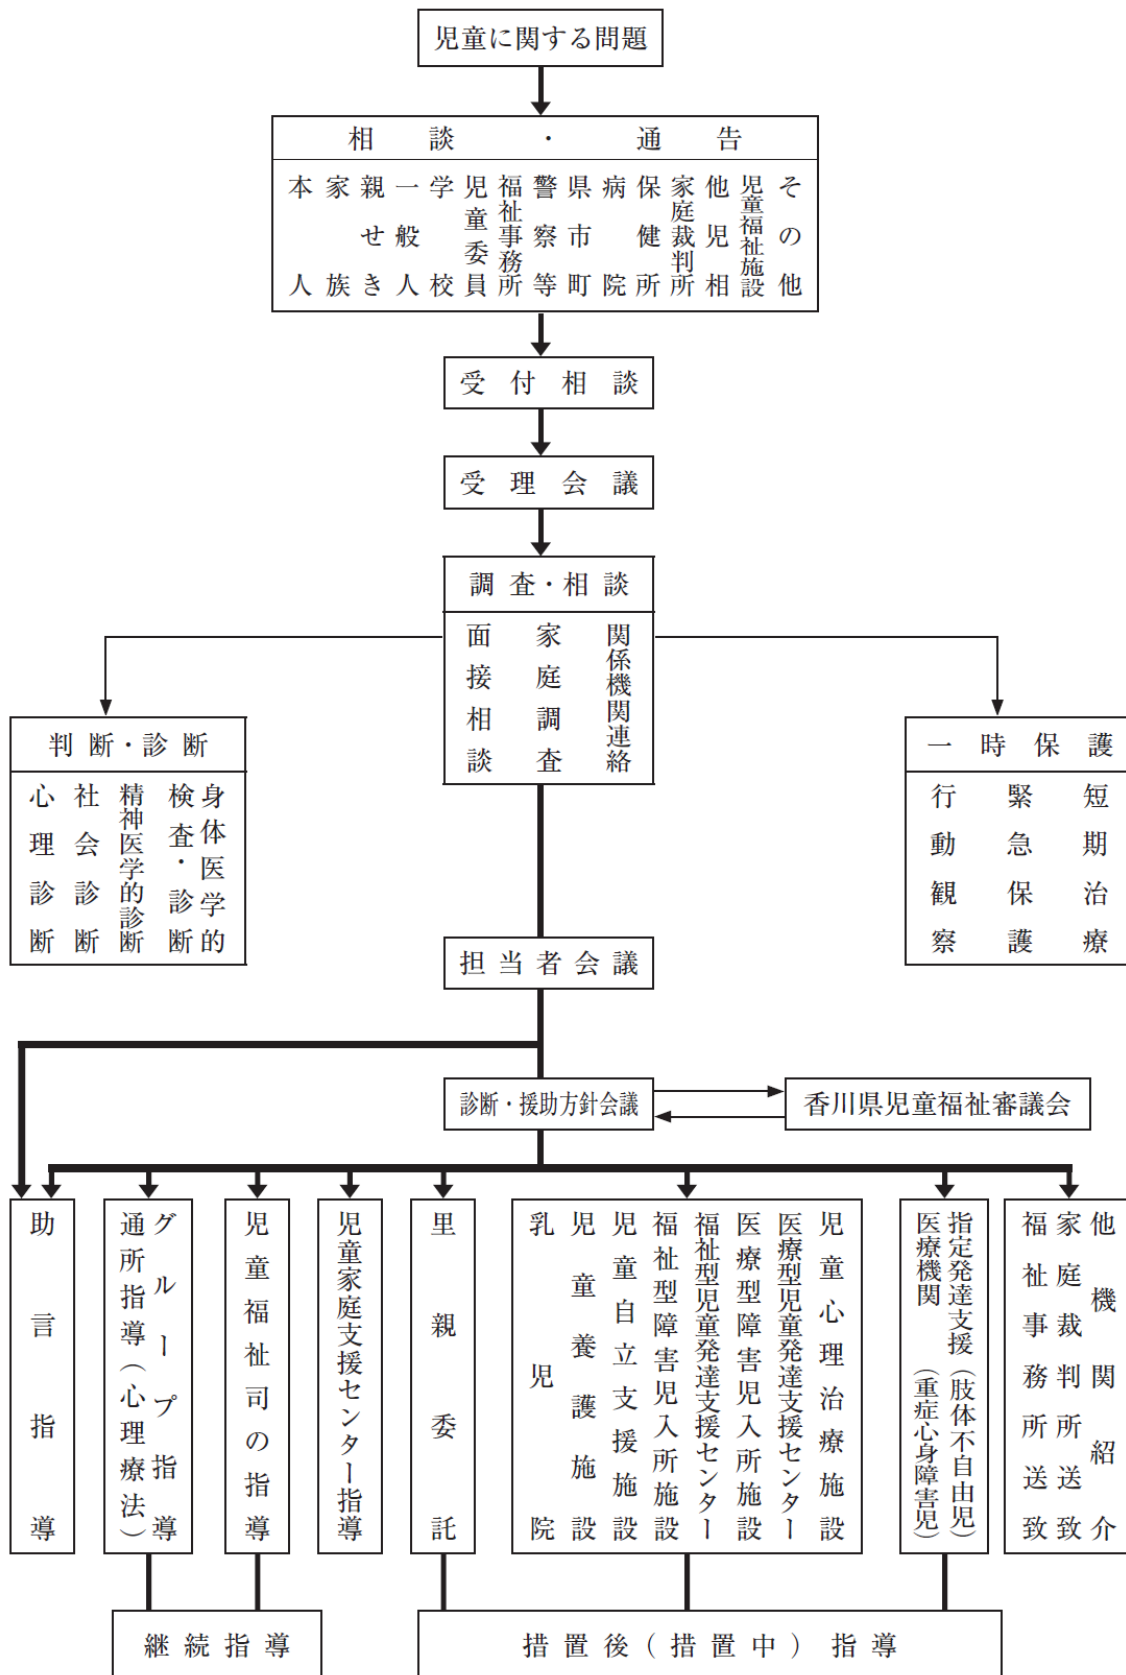 児童に関する問題
相談・通告
本人
家族
親せき
一般人
学校
児童委員
福祉事務所
警察等
県市町
病院
保健所
家庭裁判所
他児相
児童福祉施設
その他
受付相談
受理会議
調査・相談
面接相談
家庭調査
関係機関連絡
判断・診断
心理診断
社会診断
精神医学的診断
身体医学的
検査・診断
一時保護
行動観察
緊急保護
短期治療
担当者会議
診断・援助方針会議
香川県児童福祉審議会
助言指導
グループ指導
通所指導(心理療法)
児童福祉司の指導
児童家庭支援センター指導
里親委託
乳児院
児童養護施設
児童自立支援施設
福祉型障害児入所施設
福祉型児童発達支援センター
医療型障害児入所施設
医療型児童発達支援センター
児童心理治療施設
指定発達支援(肢体不自由児)
医療機関(重症心身障害児)
他機関紹介
家庭裁判所送致
福祉事務所送致
継続指導
措置後(措置中)指導